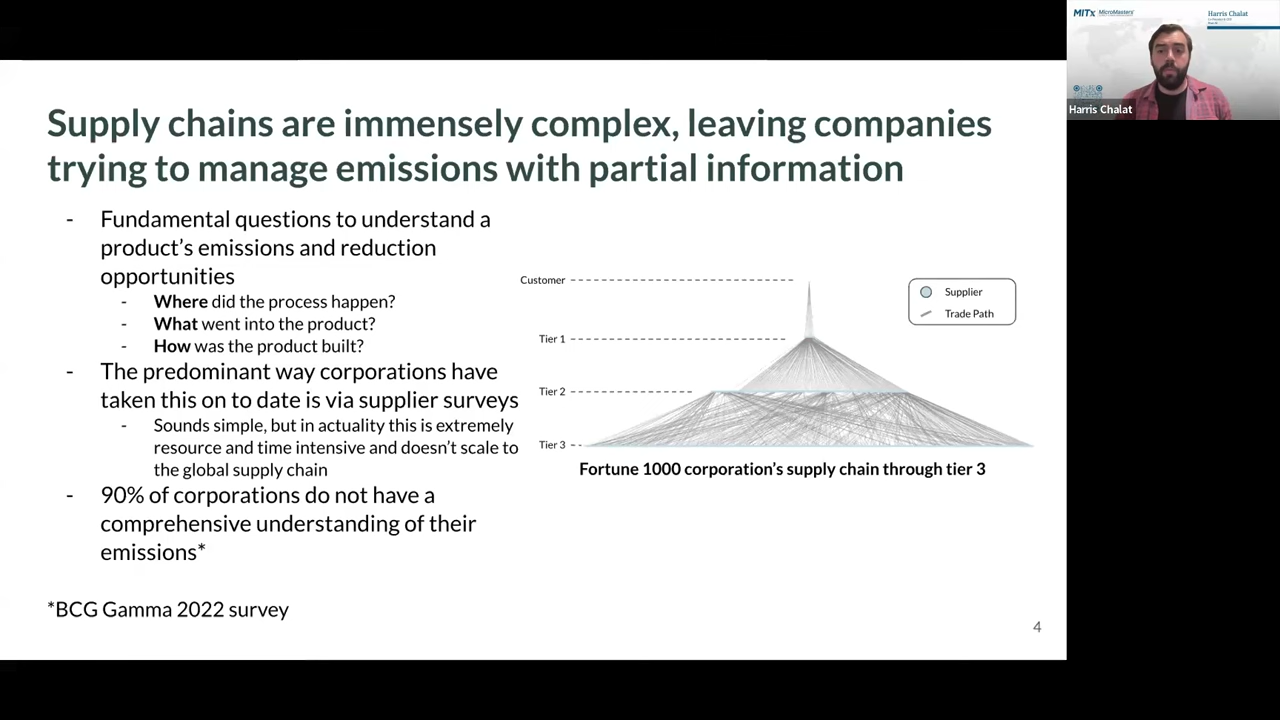 Supply chains are immensely complex, leaving companies
trying to manage emissions with partial information
- Fundamental questions to understand a
product's emissions and reduction
opportunities
- Where did the process happen?
- What went into the product?
- How was the product built?
- The predominant way corporations have
taken this on to date is via supplier surveys
- Sounds simple, but in actuality this is extremely
resource and time intensive and doesn't scale to
the global supply chain
- 90% of corporations do not have a
comprehensive understanding of their
emissions*
*BCG Gamma 2022 survey
Customer
Tier 1
Tier 2
Tier 3
Supplier
Trade Path
Fortune 1000 corporation's supply chain through tier 3
4
MITx MicroMasters
Harris Chalat
Harris Chalat